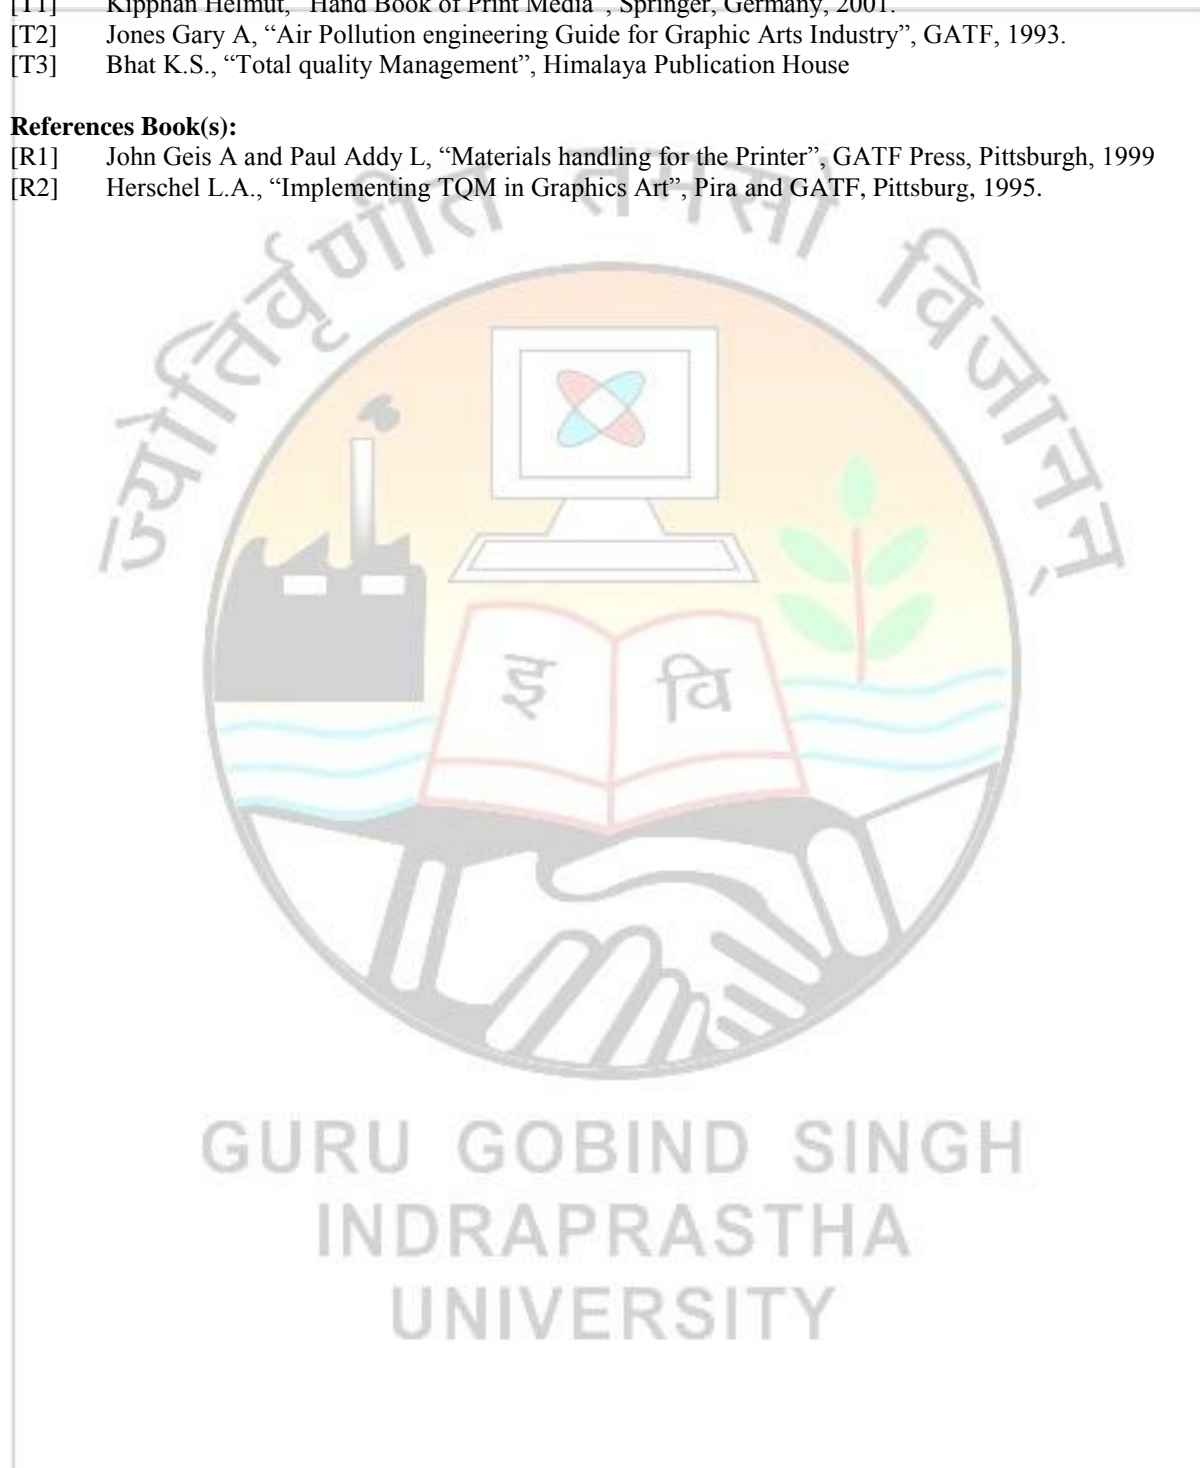 [T1] Kipphan Helmut, “Hand Book of Print Media”, Springer, Germany, 2001.
[T2] Jones Gary A, “Air Pollution engineering Guide for Graphic Arts Industry”, GATF, 1993.
[T3] Bhat K.S., “Total quality Management”, Himalaya Publication House
References Book(s):
[R1] John Geis A and Paul Addy L, “Materials handling for the Printer”, GATF Press, Pittsburgh, 1999
[R2] Herschel L.A., “Implementing TQM in Graphics Art”, Pira and GATF, Pittsburg, 1995.
ज्योतिर्वृणीत तमसो विजानन्
इ वि
GURU GOBIND SINGH
INDRAPRASTHA
UNIVERSITY